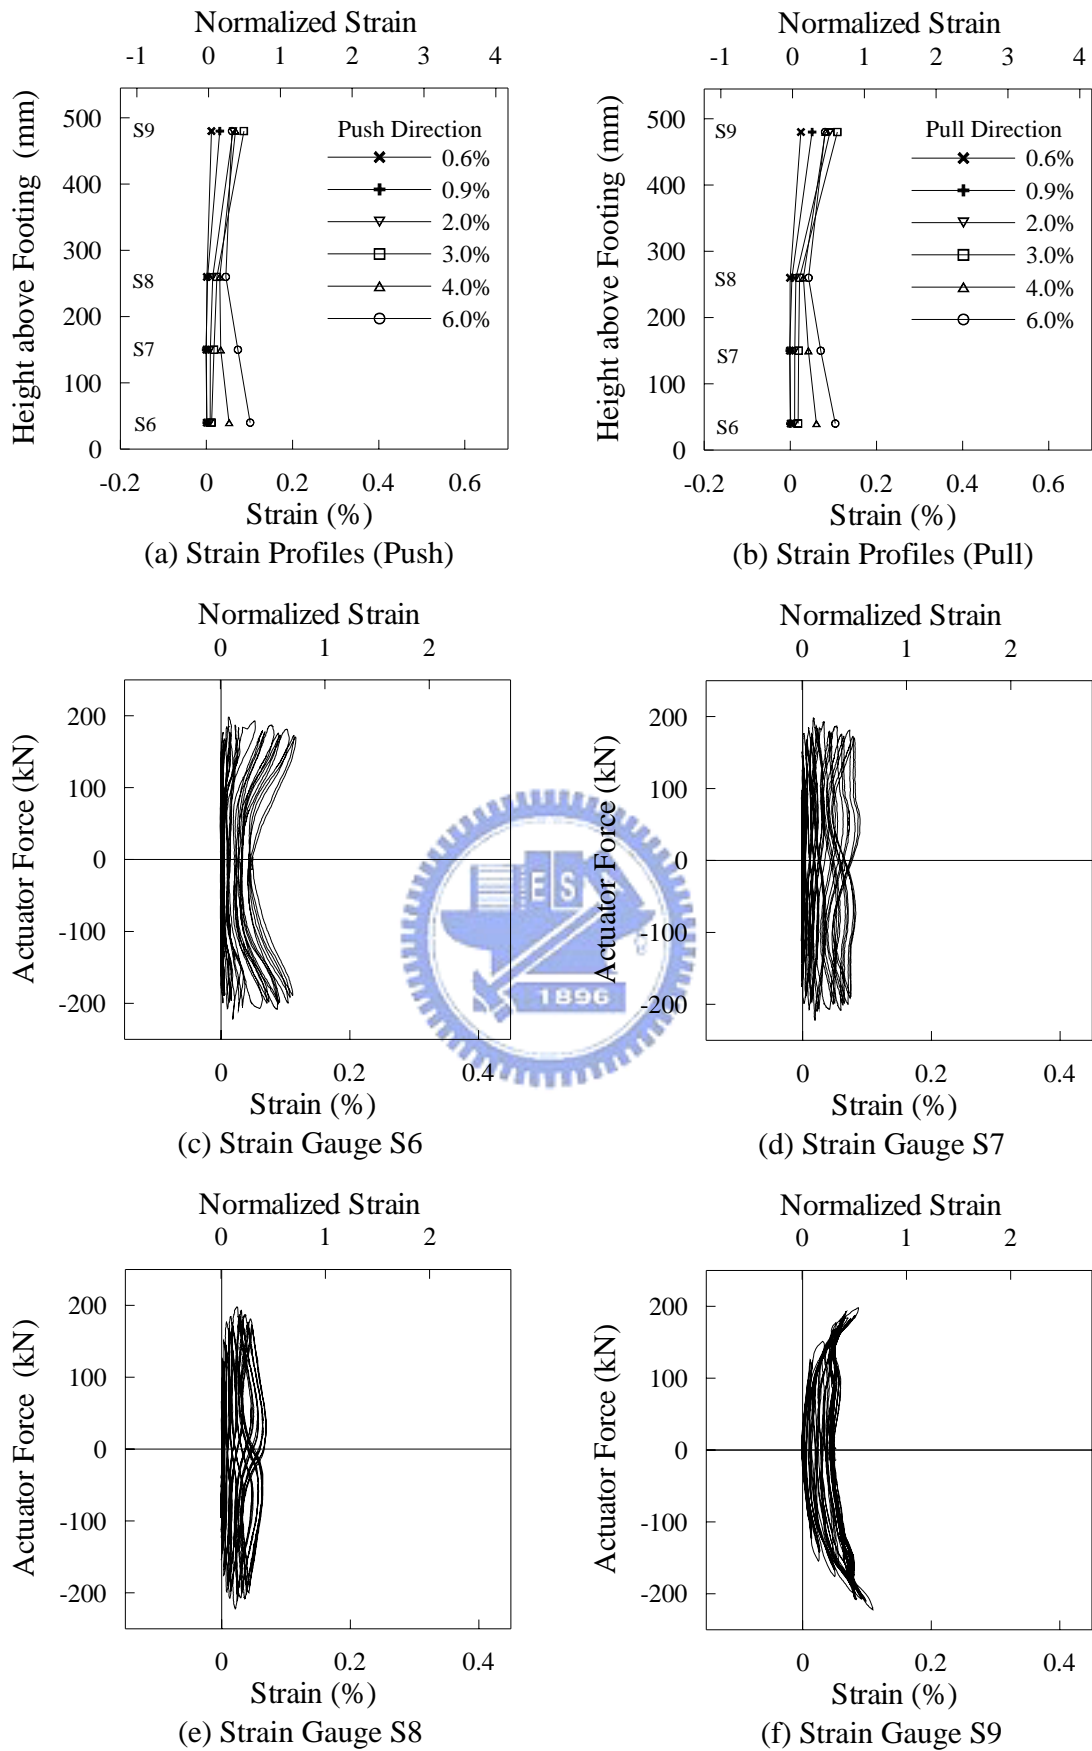 Normalized Strain
-1 0 1 2 3 4
Height above Footing (mm)
500
400
300
200
100
0
S9
S8
S7
S6
Push Direction
0.6%
0.9%
2.0%
3.0%
4.0%
6.0%
-0.2 0 0.2 0.4 0.6
Strain (%)
(a) Strain Profiles (Push)
Normalized Strain
-1 0 1 2 3 4
Height above Footing (mm)
500
400
300
200
100
0
S9
S8
S7
S6
Pull Direction
0.6%
0.9%
2.0%
3.0%
4.0%
6.0%
-0.2 0 0.2 0.4 0.6
Strain (%)
(b) Strain Profiles (Pull)
Normalized Strain
0 1 2
Actuator Force (kN)
200
100
0
-100
-200
0 0.2 0.4
Strain (%)
(c) Strain Gauge S6
Normalized Strain
0 1 2
Actuator Force (kN)
200
100
0
-100
-200
0 0.2 0.4
Strain (%)
(d) Strain Gauge S7
ES
1896
Normalized Strain
0 1 2
Actuator Force (kN)
200
100
0
-100
-200
0 0.2 0.4
Strain (%)
(e) Strain Gauge S8
Normalized Strain
0 1 2
Actuator Force (kN)
200
100
0
-100
-200
0 0.2 0.4
Strain (%)
(f) Strain Gauge S9